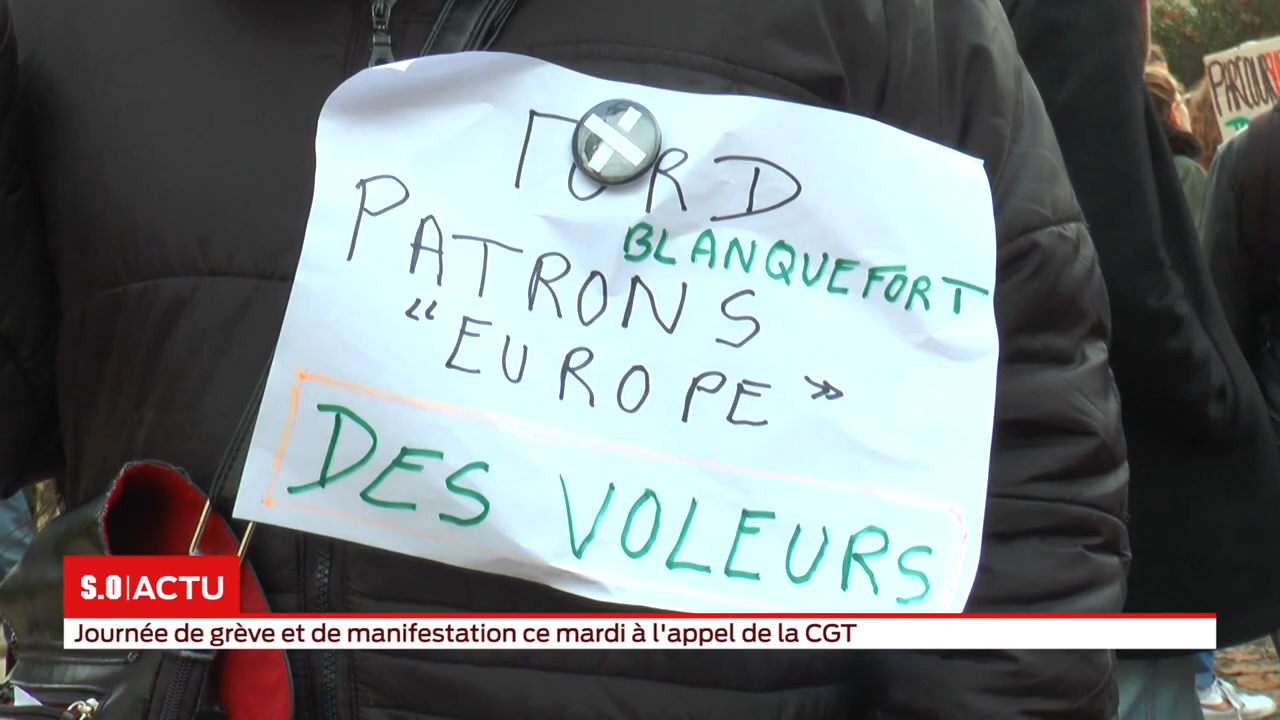 FORD
BLANQUEFORT
PATRONS
"EUROPE"
DES VOLEURS
PARCOU
S.O|ACTU
Journée de grève et de manifestation ce mardi à l'appel de la CGT